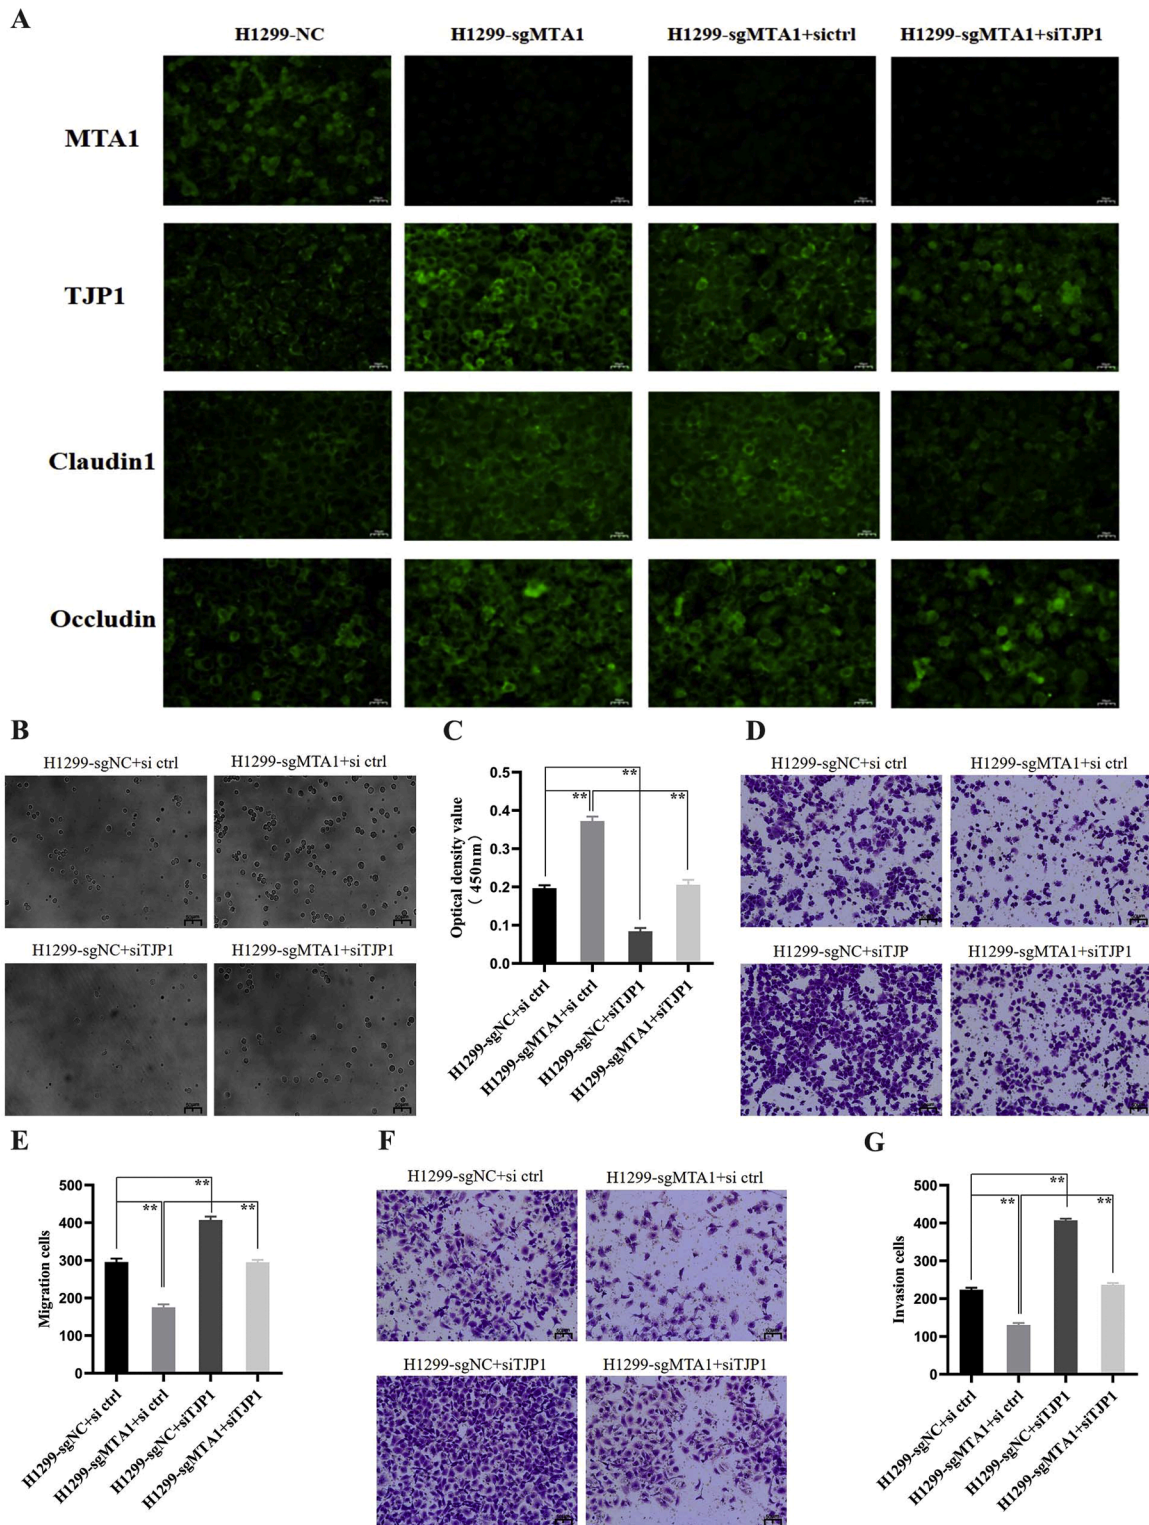 A
H1299-NC
H1299-sgMTA1
H1299-sgMTA1+sictrl
H1299-sgMTA1+siTJP1
MTA1
TJP1
Claudin1
Occludin
B
H1299-sgNC+si ctrl
H1299-sgMTA1+si ctrl
50μm
50μm
H1299-sgNC+siTJP1
H1299-sgMTA1+siTJP1
50μm
50μm
C
Optical density value
( 450nm)
0.5
0.4
0.3
0.2
0.1
0.0
**
**
**
H1299-sgNC+si ctrl
H1299-sgMTA1+si ctrl
H1299-sgNC+siTJP1
H1299-sgMTA1+siTJP1
D
H1299-sgNC+si ctrl
H1299-sgMTA1+si ctrl
H1299-sgNC+siTJP
H1299-sgMTA1+siTJP1
E
Migration cells
500
400
300
200
100
0
**
**
**
H1299-sgNC+si ctrl
H1299-sgMTA1+si ctrl
H1299-sgNC+siTJP1
H1299-sgMTA1+siTJP1
F
H1299-sgNC+si ctrl
H1299-sgMTA1+si ctrl
H1299-sgNC+siTJP1
H1299-sgMTA1+siTJP1
G
Invasion cells
500
400
300
200
100
0
**
**
**
H1299-sgNC+si ctrl
H1299-sgMTA1+si ctrl
H1299-sgNC+siTJP1
H1299-sgMTA1+siTJP1